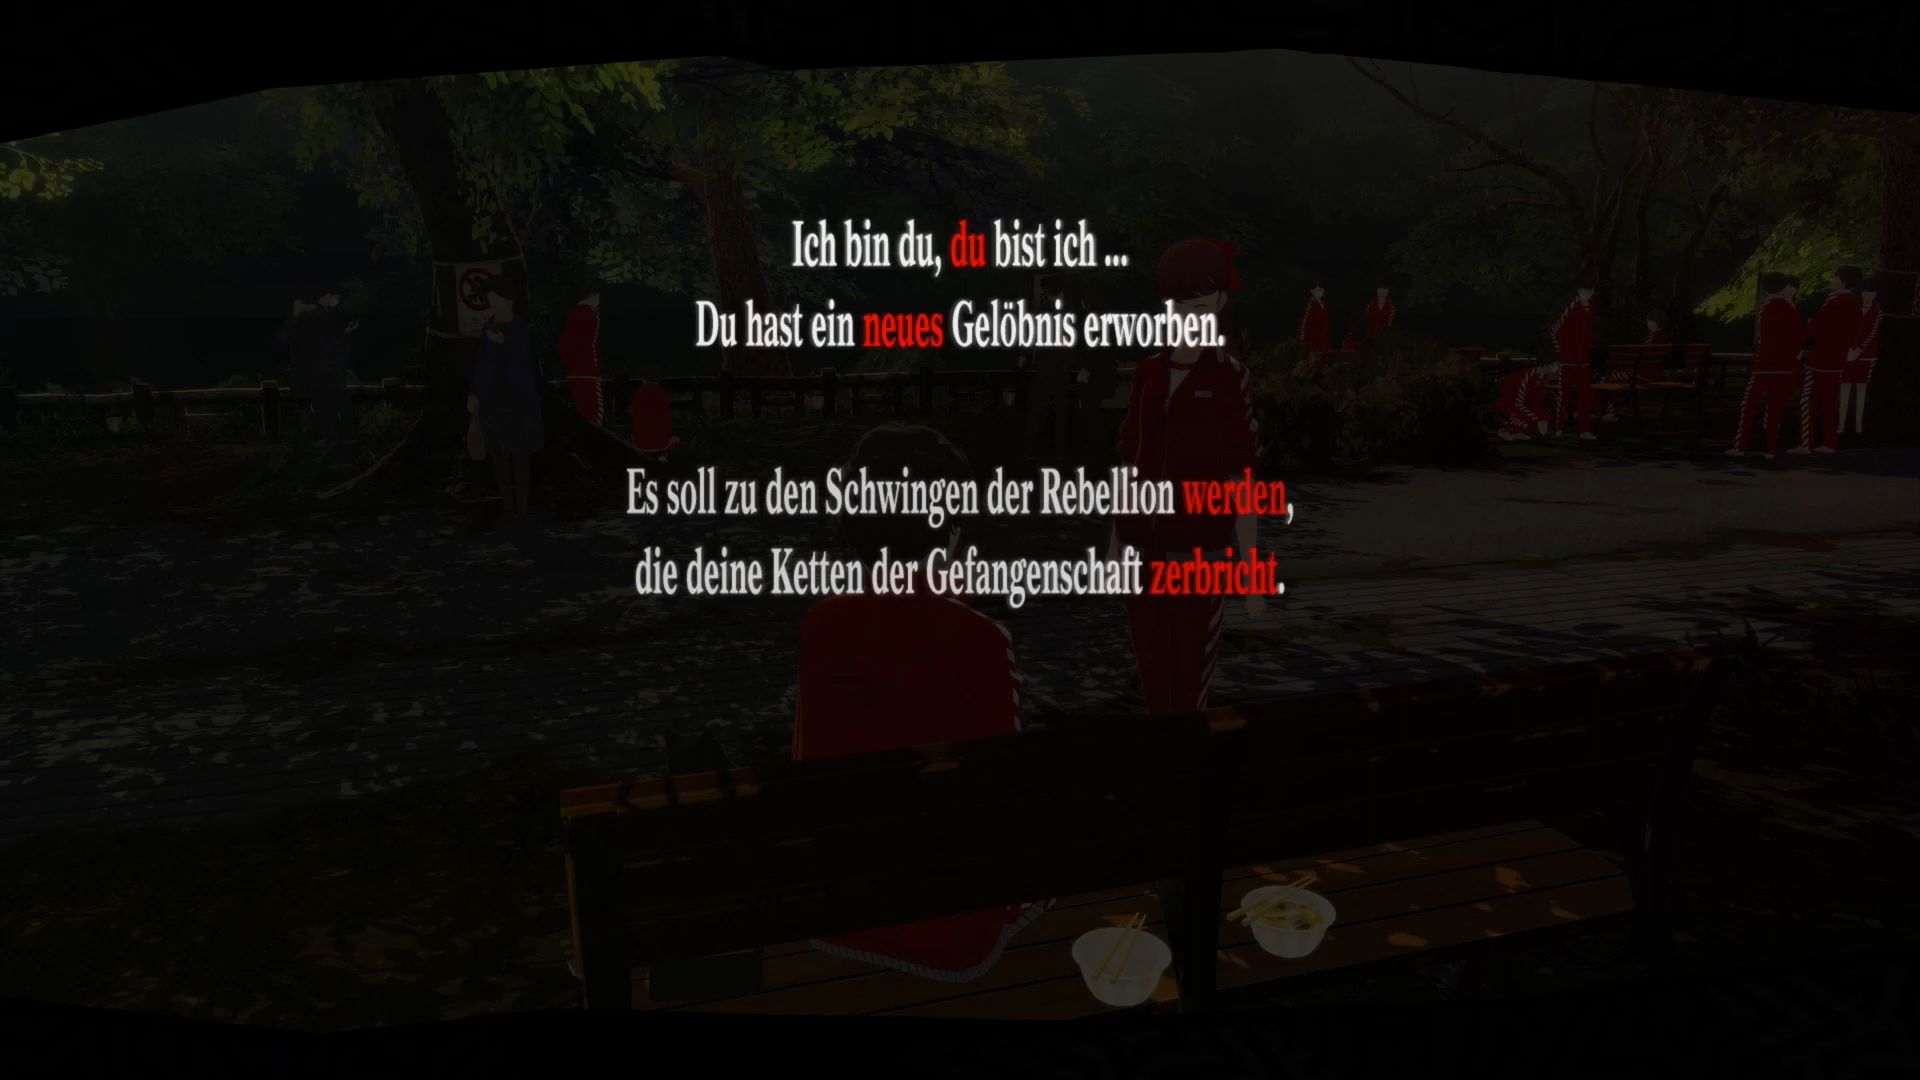 Ich bin du, du bist ich ...
Du hast ein neues Gelöbnis erworben.
Es soll zu den Schwingen der Rebellion werden,
die deine Ketten der Gefangenschaft zerbricht.